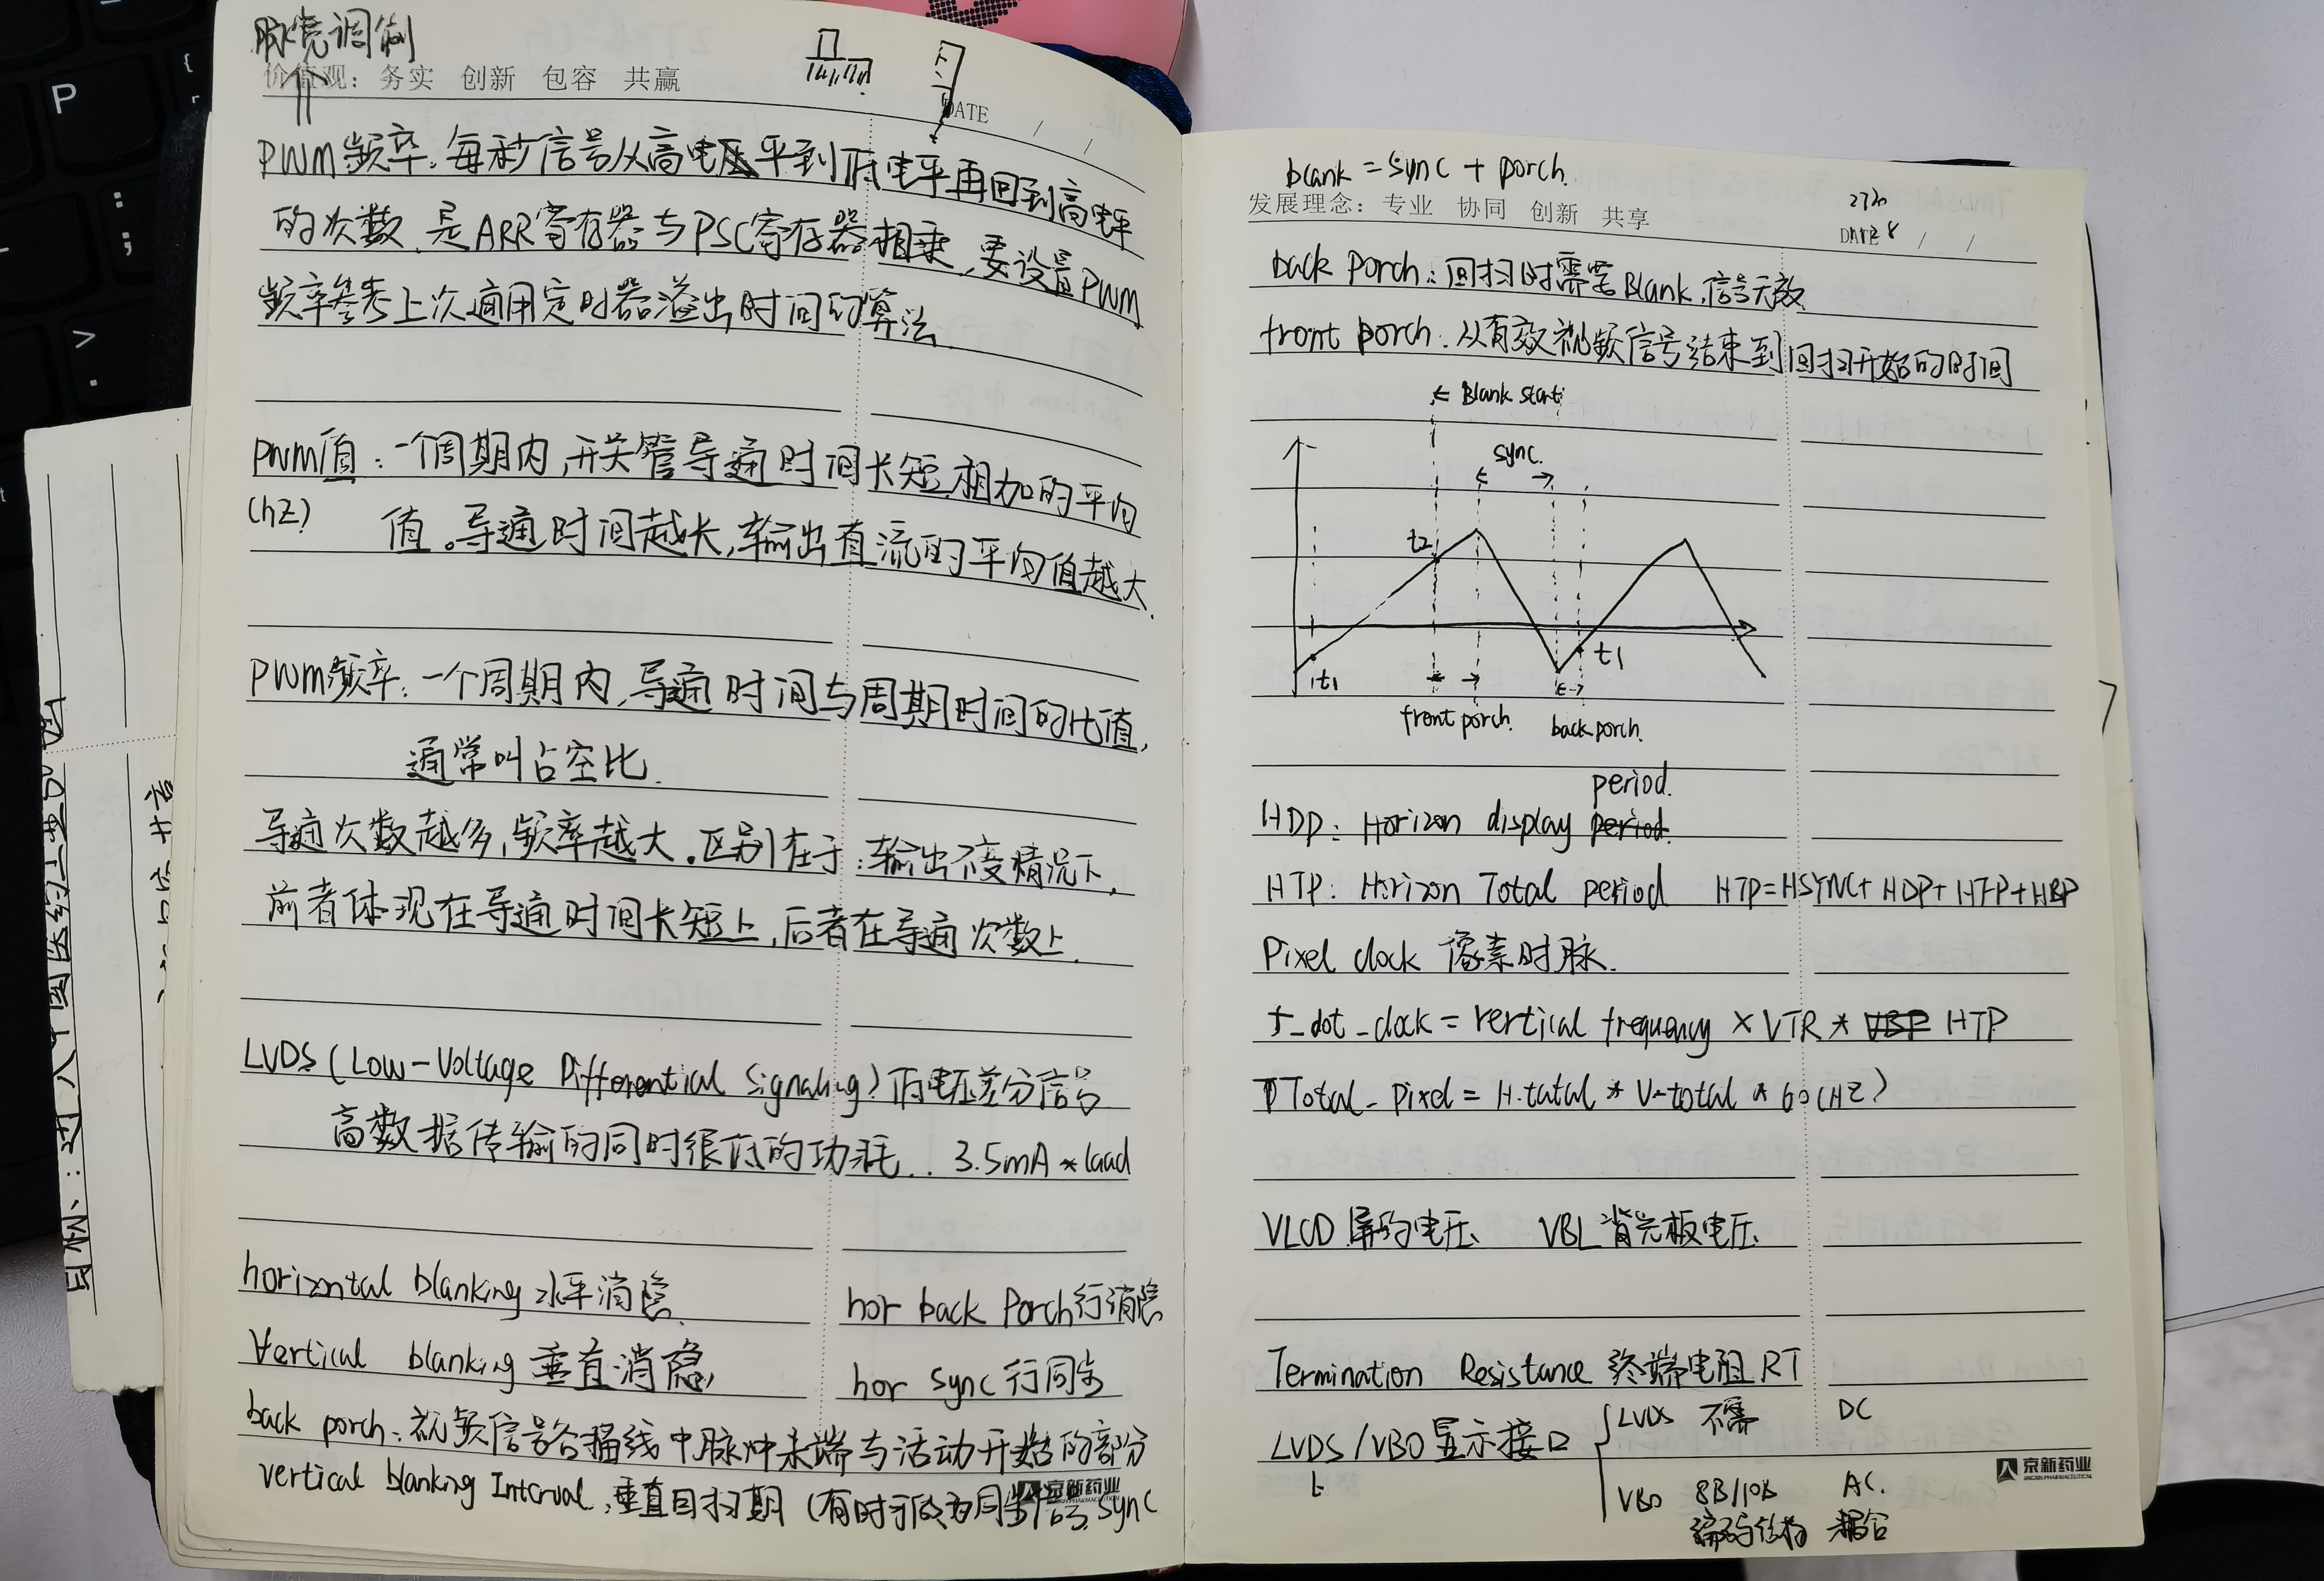 脉宽调制
价值观：务实 创新 包容 共赢
DATE / /
PWM频率：每秒信号从高电平到低电平再回到高电平
的次数，是ARR寄存器与PSC寄存器相乘，要设置PWM
频率参考上次通用定时器溢出时间的算法.
PWM值：一个周期内，开关管导通时间长短相加的平均
(hz) 值。导通时间越长，输出直流的平均值越大.
PWM频率：一个周期内，导通时间与周期时间的比值，
通常叫占空比.
导通次数越多，频率越大。区别在于：输出不变情况下，
前者体现在导通时间长短上，后者在导通次数上.
LVDS (Low-Voltage Differential Signaling) 低电压差分信号
高数据传输的同时很低的功耗.. 3.5mA * load
horizontal blanking 水平消隐.
hor back Porch 行消隐
Vertical blanking 垂直消隐
hor sync 行同步
back porch：视频信号各描线中脉冲末端与活动开始的部分
vertical blanking Interval，垂直回扫期（有时可做为同步信号 sync
京新药业
blank = sync + porch.
发展理念：专业 协同 创新 共享
DATE / /
back porch：回扫时需要Blank，信号无效
front porch：从有效视频信号结束到回扫开始的时间
← Blank start
sync.
t2
t1
t1
front porch.
back porch.
period.
HDP: Horizon display period
HTP: Horizon Total period HTP=HSYNC+HDP+HFP+HBP
Pixel clock 像素时脉.
f_dot_clock = vertical frequency × VTR * VBP HTP
Total_Pixel = H.total * V-total * 60(HZ)
VLCD 屏的电压 VBL 背光板电压
Termination Resistance 终端电阻 RT
LVDS 不需 DC
LVDS/VBO 显示接口
VBO 8B/10B AC.
编码结构 耦合
京新药业